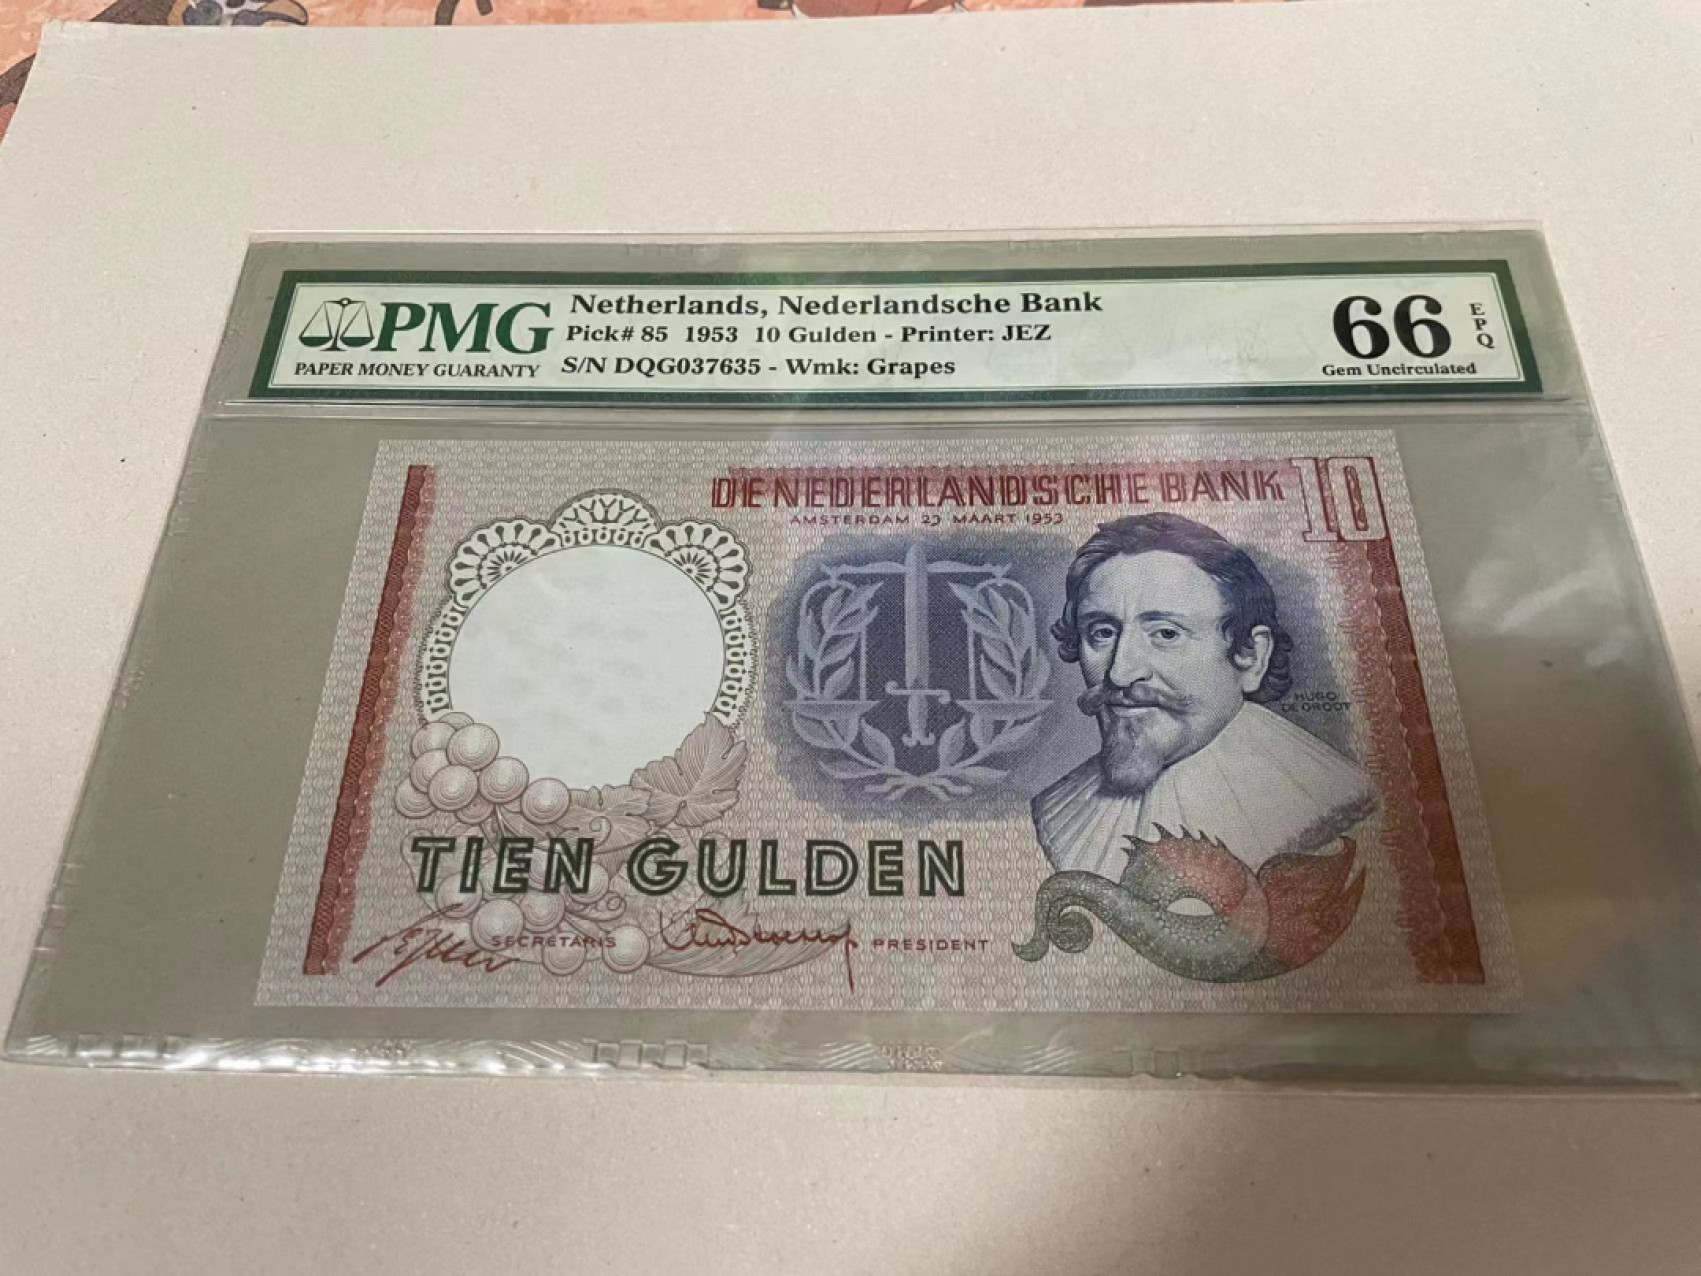 PMG
PAPER MONEY GUARANTY
Netherlands, Nederlandsche Bank
Pick# 85 1953 10 Gulden - Printer: JEZ
S/N DQG037635 - Wmk: Grapes
66
EPQ
Gem Uncirculated
DE NEDERLANDSCHE BANK
10
AMSTERDAM 23 MAART 1953
HUGO
DE GROOT
TIEN GULDEN
SECRETARIS
PRESIDENT